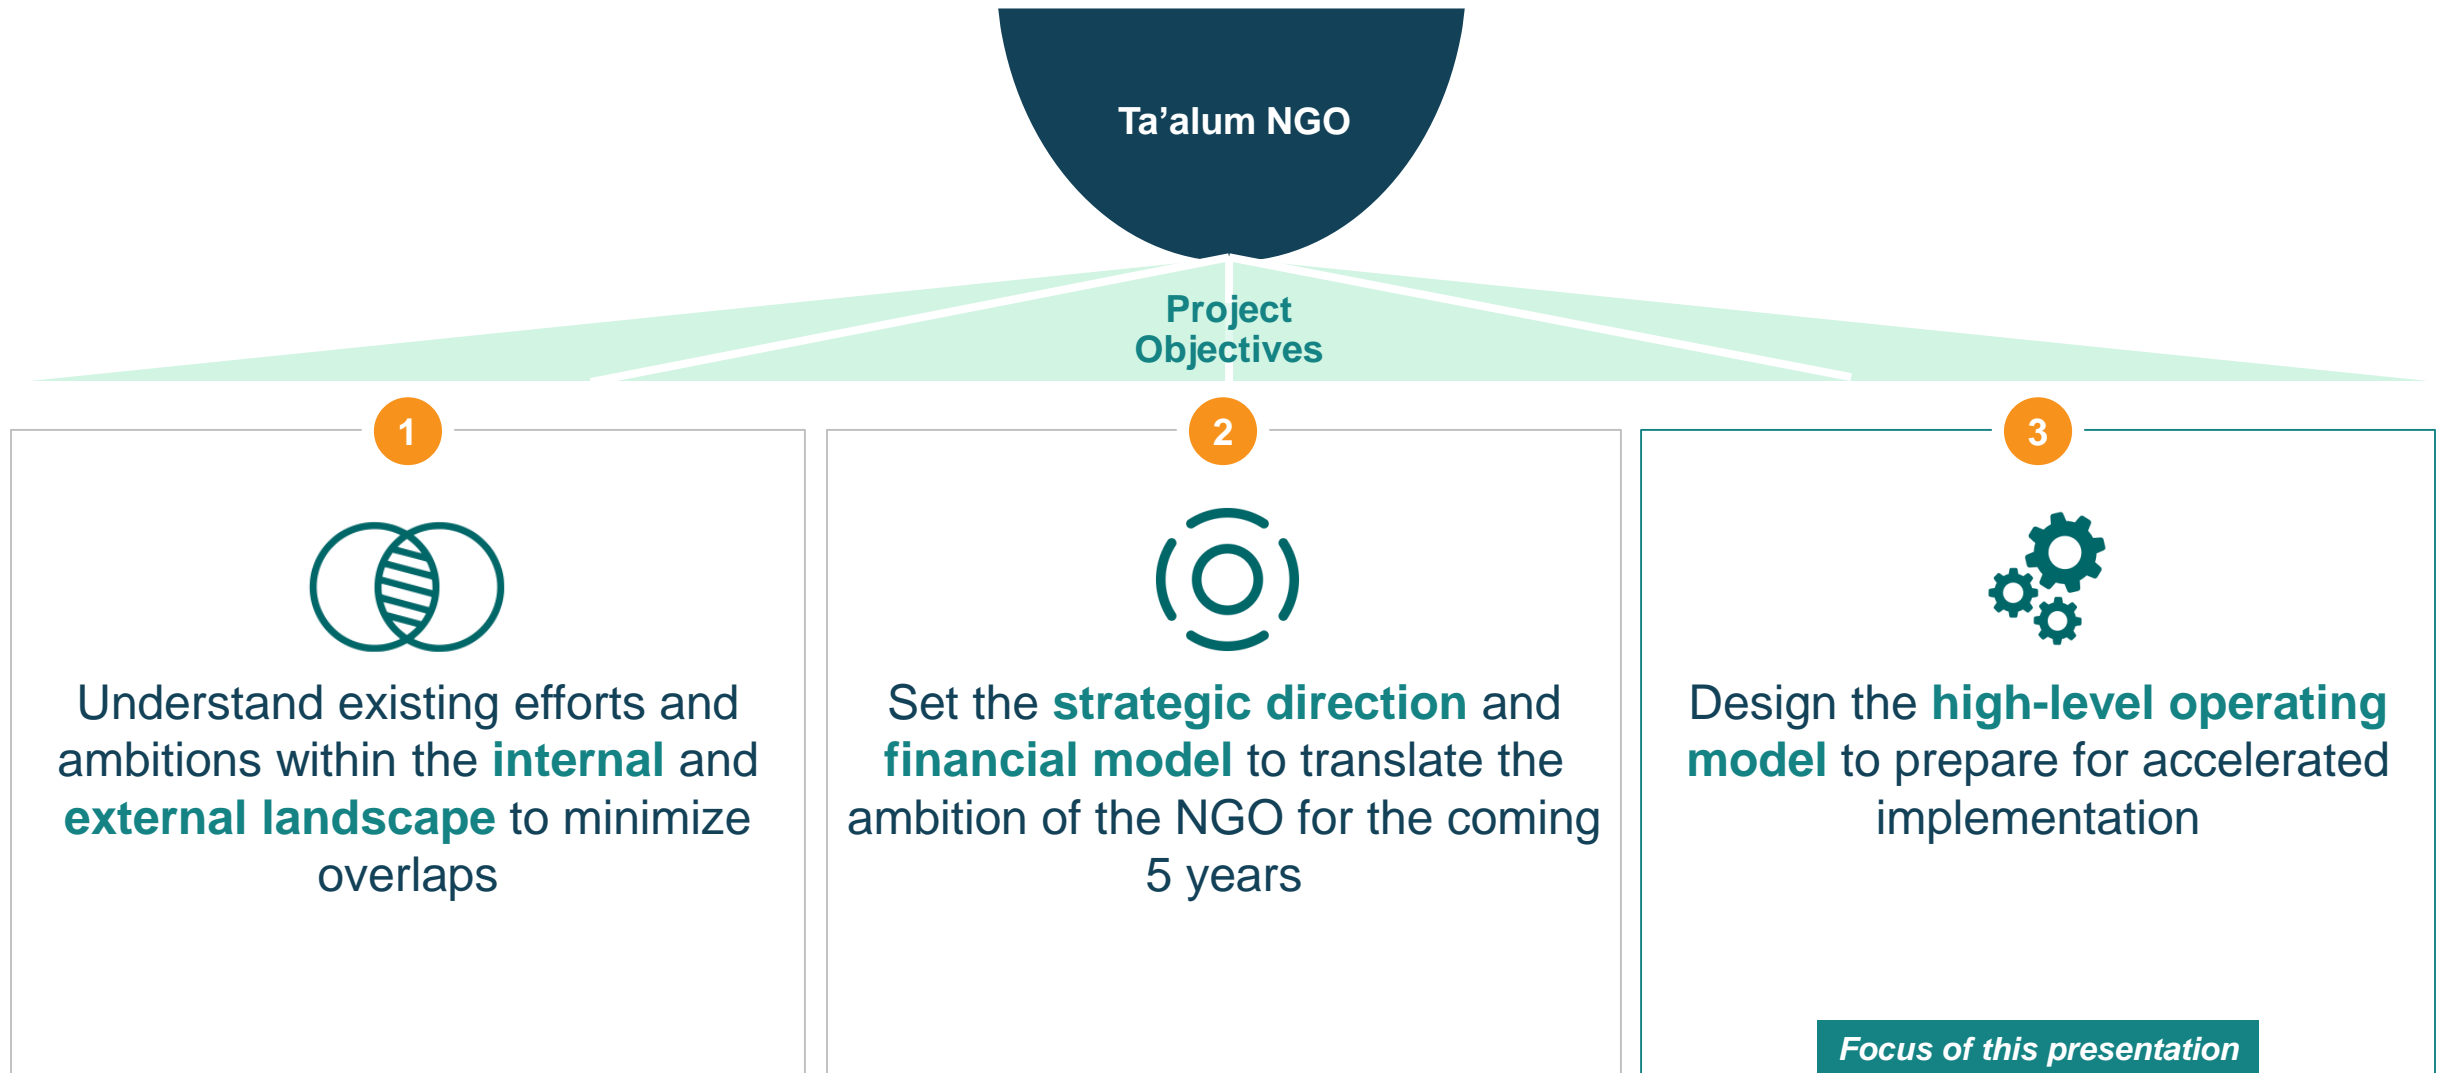 Ta’alum NGO
Project
Objectives
1
Understand existing efforts and
ambitions within the internal and
external landscape to minimize
overlaps
2
Set the strategic direction and
financial model to translate the
ambition of the NGO for the coming
5 years
3
Design the high-level operating
model to prepare for accelerated
implementation
Focus of this presentation